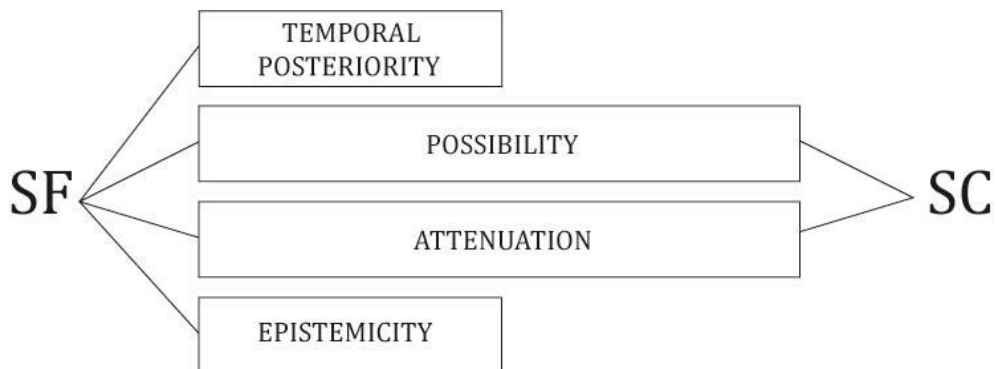 TEMPORAL
POSTERIORITY
POSSIBILITY
SF
SC
ATTENUATION
EPISTEMICITY